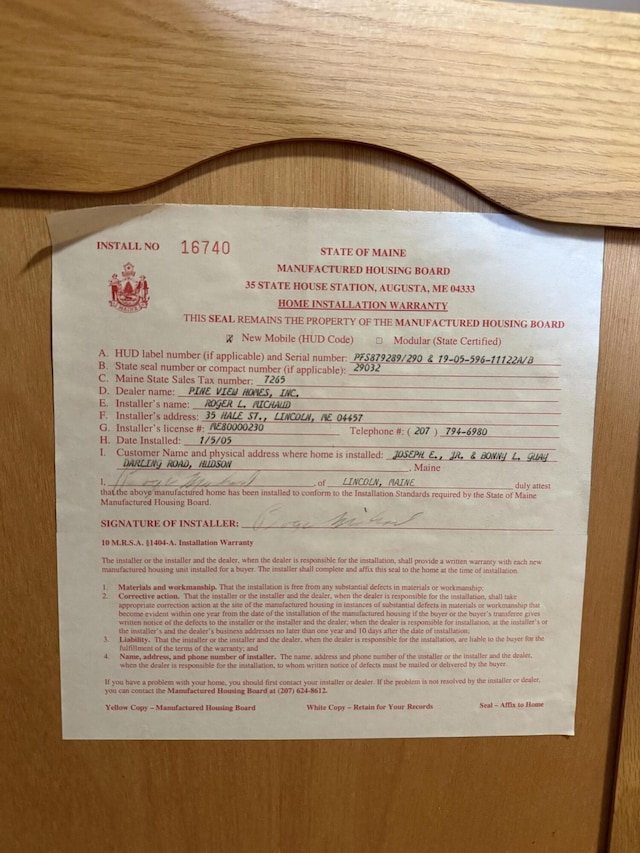 INSTALL NO 16740
STATE OF MAINE
MANUFACTURED HOUSING BOARD
35 STATE HOUSE STATION, AUGUSTA, ME 04333
HOME INSTALLATION WARRANTY
THIS SEAL REMAINS THE PROPERTY OF THE MANUFACTURED HOUSING BOARD
X New Mobile (HUD Code) □ Modular (State Certified)
A. HUD label number (if applicable) and Serial number: PFS879289/290 & 19-05-596-11122A/B
B. State seal number or compact number (if applicable): 29032
C. Maine State Sales Tax number: 7265
D. Dealer name: PINE VIEW HOMES, INC.
E. Installer's name: ROGER L. MICHAUD
F. Installer's address: 35 HALE ST., LINCOLN, ME 04457
G. Installer's license #: ME80000230 Telephone #: ( 207 ) 794-6980
H. Date Installed: 1/5/05
I. Customer Name and physical address where home is installed: JOSEPH E., JR. & BONNY L. GUAY
DARLING ROAD, HUDSON , Maine
I, Roger Michaud , of LINCOLN, MAINE duly attest
that the above manufactured home has been installed to conform to the Installation Standards required by the State of Maine
Manufactured Housing Board.
SIGNATURE OF INSTALLER: Roger Michaud
10 M.R.S.A. §1404-A. Installation Warranty
The installer or the installer and the dealer, when the dealer is responsible for the installation, shall provide a written warranty with each new
manufactured housing unit installed for a buyer. The installer shall complete and affix this seal to the home at the time of installation.
1. Materials and workmanship. That the installation is free from any substantial defects in materials or workmanship;
2. Corrective action. That the installer or the installer and dealer, when the dealer is responsible for the installation, shall take
appropriate correction action at the site of the manufactured housing in instances of substantial defects in materials or workmanship that
become evident within one year from the date of the installation of the manufactured housing if the buyer or the buyer's transferee gives
written notice of the defects to the installer or the installer and the dealer, when the dealer is responsible for installation, at the installer's or
the installer's and the dealer's business addresses no later than one year and 10 days after the date of installation;
3. Liability. That the installer or the installer and the dealer, when the dealer is responsible for the installation, are liable to the buyer for the
fulfillment of the terms of the warranty; and
4. Name, address, and phone number of installer. The name, address and phone number of the installer or the installer and the dealer,
when the dealer is responsible for the installation, to whom written notice of defects must be mailed or delivered by the buyer.
If you have a problem with your home, you should first contact your installer or dealer. If the problem is not resolved by the installer or dealer,
you can contact the Manufactured Housing Board at (207) 624-8612.
Yellow Copy – Manufactured Housing Board White Copy – Retain for Your Records Seal – Affix to Home